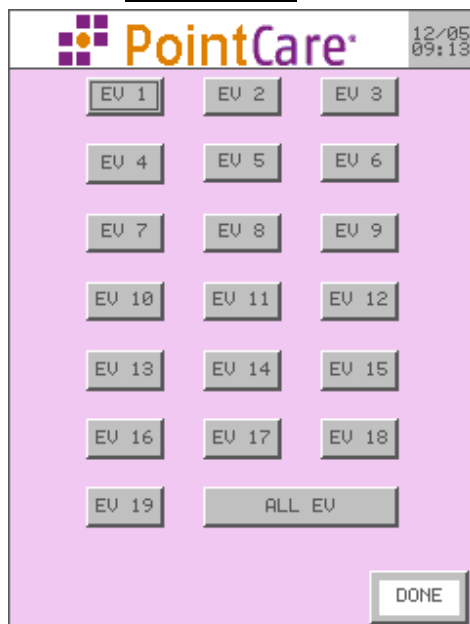 PointCare
12/05
09:13
EV 1 EV 2 EV 3
EV 4 EV 5 EV 6
EV 7 EV 8 EV 9
EV 10 EV 11 EV 12
EV 13 EV 14 EV 15
EV 16 EV 17 EV 18
EV 19 ALL EV
DONE